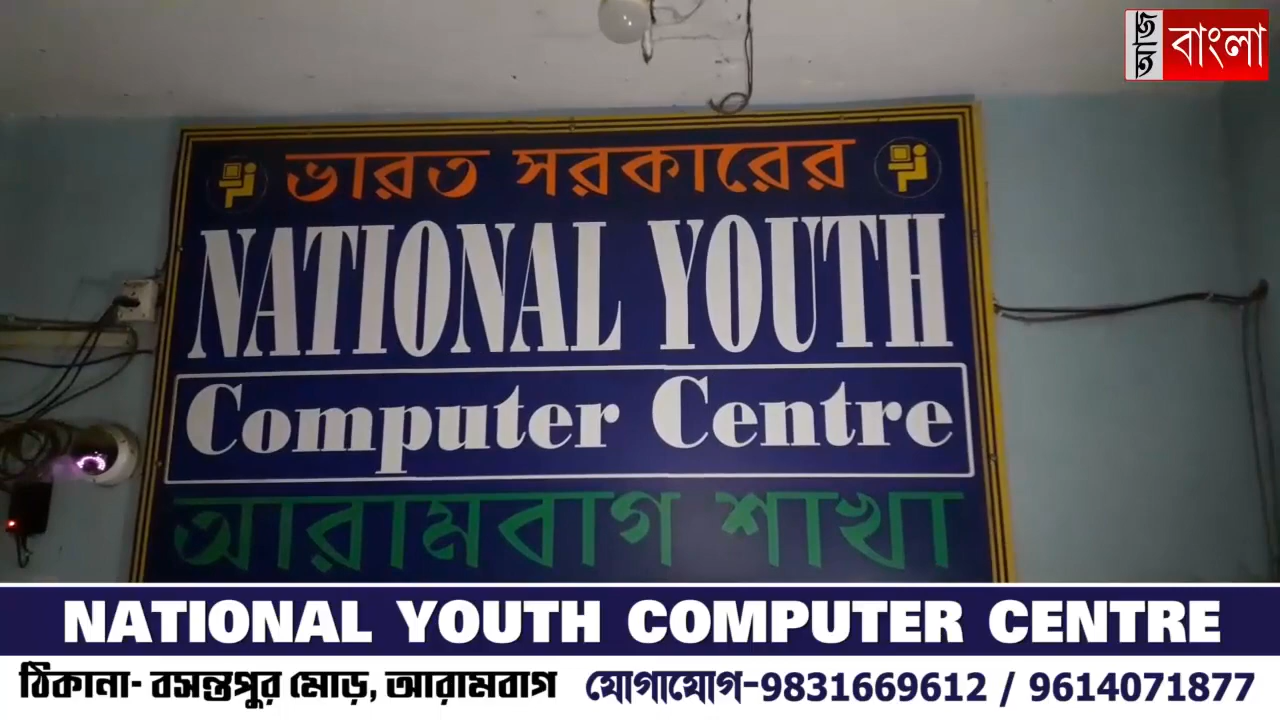 আজ বাংলা
ভারত সরকারের
NATIONAL YOUTH
Computer Centre
আরামবাগ শাখা
NATIONAL YOUTH COMPUTER CENTRE
ঠিকানা- বসন্তপুর মোড়, আরামবাগ যোগাযোগ-9831669612 / 9614071877